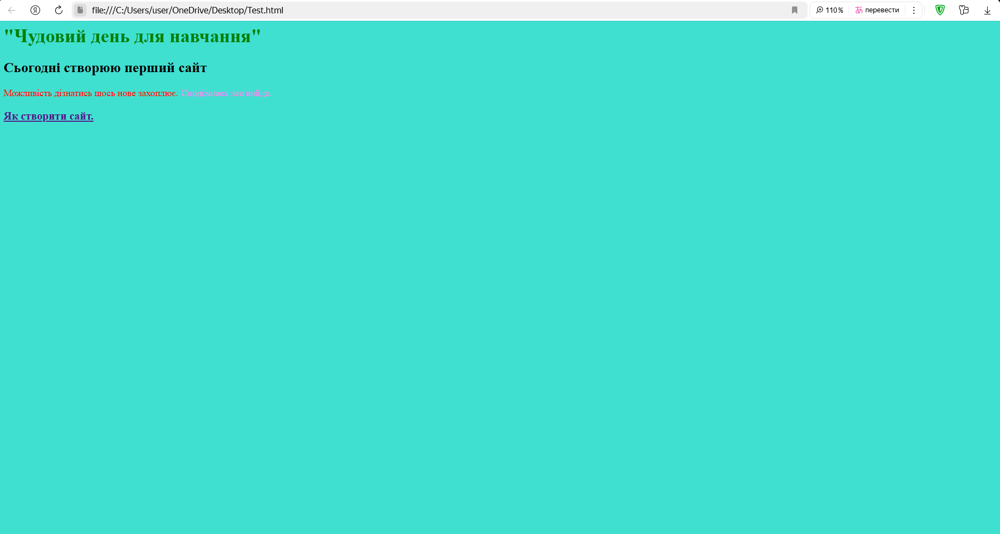 file:///C:/Users/user/OneDrive/Desktop/Test.html 110 % あ перевести
"Чудовий день для навчання"
Сьогодні створюю перший сайт
Можливість дізнатись щось нове захоплює. Сподіваюсь все вийде.
Як створити сайт.